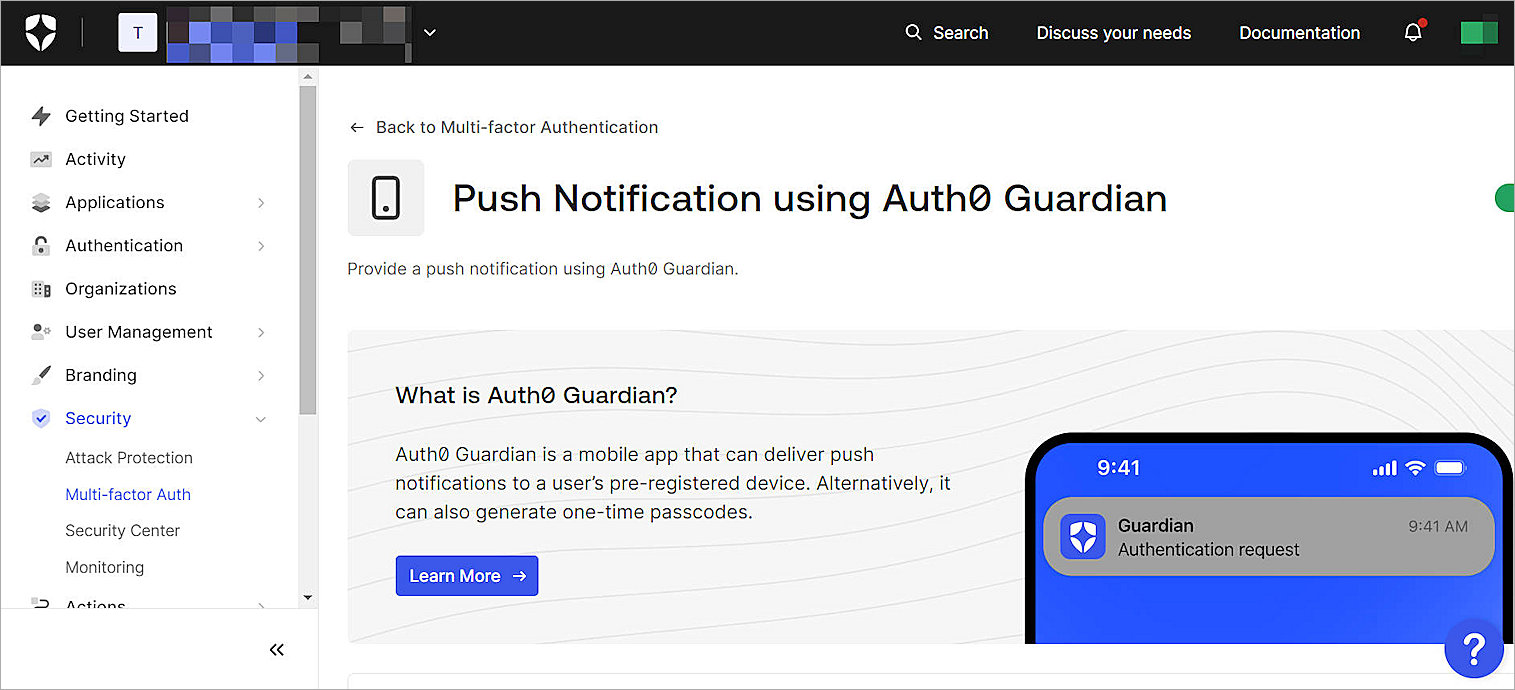 T
Search
Discuss your needs
Documentation
Getting Started
Activity
Applications
Authentication
Organizations
User Management
Branding
Security
Attack Protection
Multi-factor Auth
Security Center
Monitoring
Actions
← Back to Multi-factor Authentication
Push Notification using Auth0 Guardian
Provide a push notification using Auth0 Guardian.
What is Auth0 Guardian?
Auth0 Guardian is a mobile app that can deliver push
notifications to a user’s pre-registered device. Alternatively, it
can also generate one-time passcodes.
Learn More →
9:41
Guardian
9:41 AM
Authentication request
?